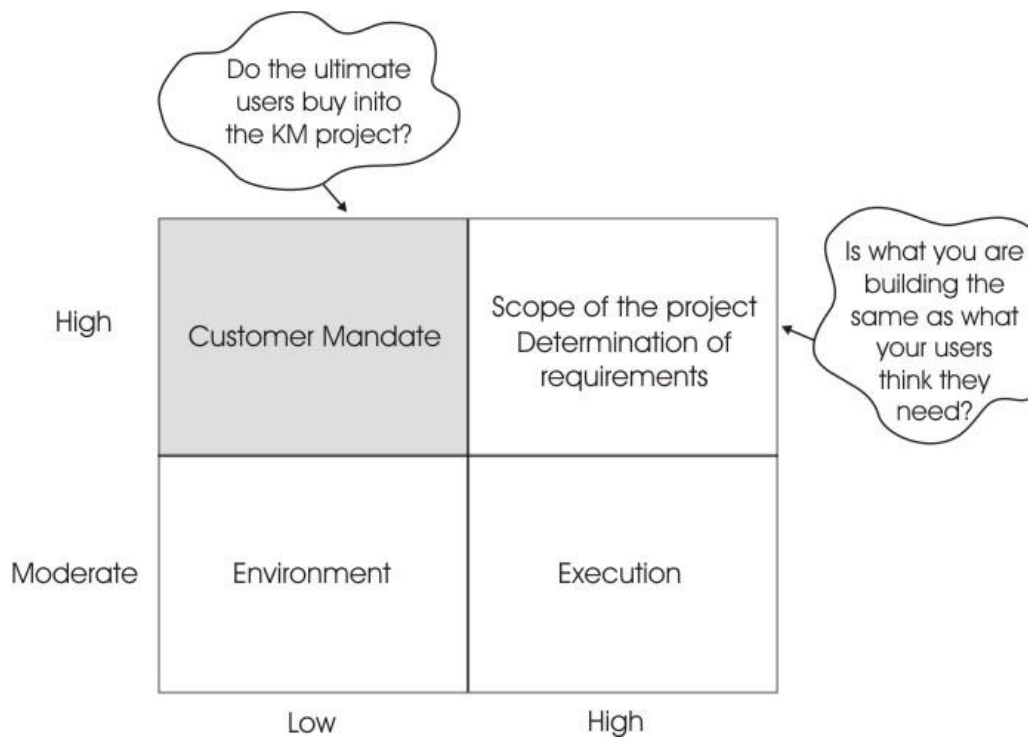 Do the ultimate
users buy inito
the KM project?
Is what you are
building the
same as what
your users
think they
need?
High
Customer Mandate
Scope of the project
Determination of
requirements
Moderate
Environment
Execution
Low
High